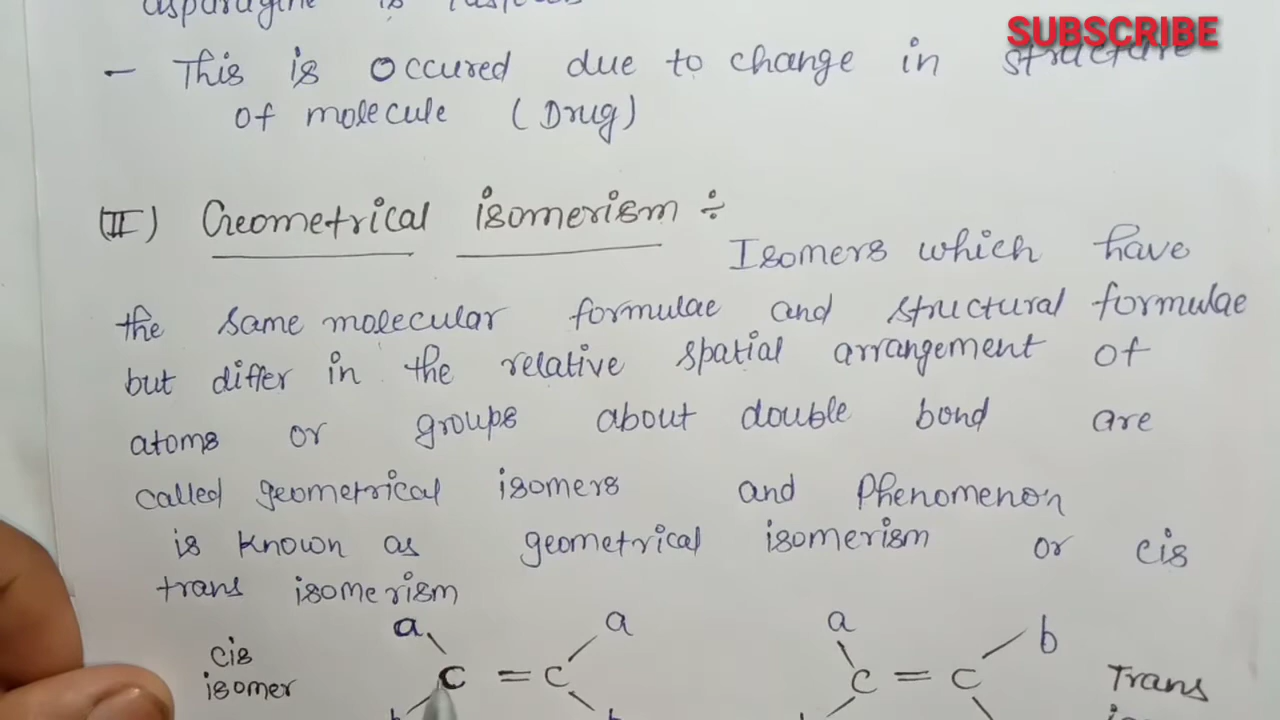 asparagine is
SUBSCRIBE
- This is Occured due to change in structure
of molecule (Drug)
(II) Geometrical isomerism ÷
Isomers which have
the same molecular formulae and structural formulae
but differ in the relative spatial arrangement of
atoms or groups about double bond are
called geometrical isomers and Phenomenon
is known as geometrical isomerism or cis
trans isomerism
a a a b
cis
isomer C = C C = C Trans
b